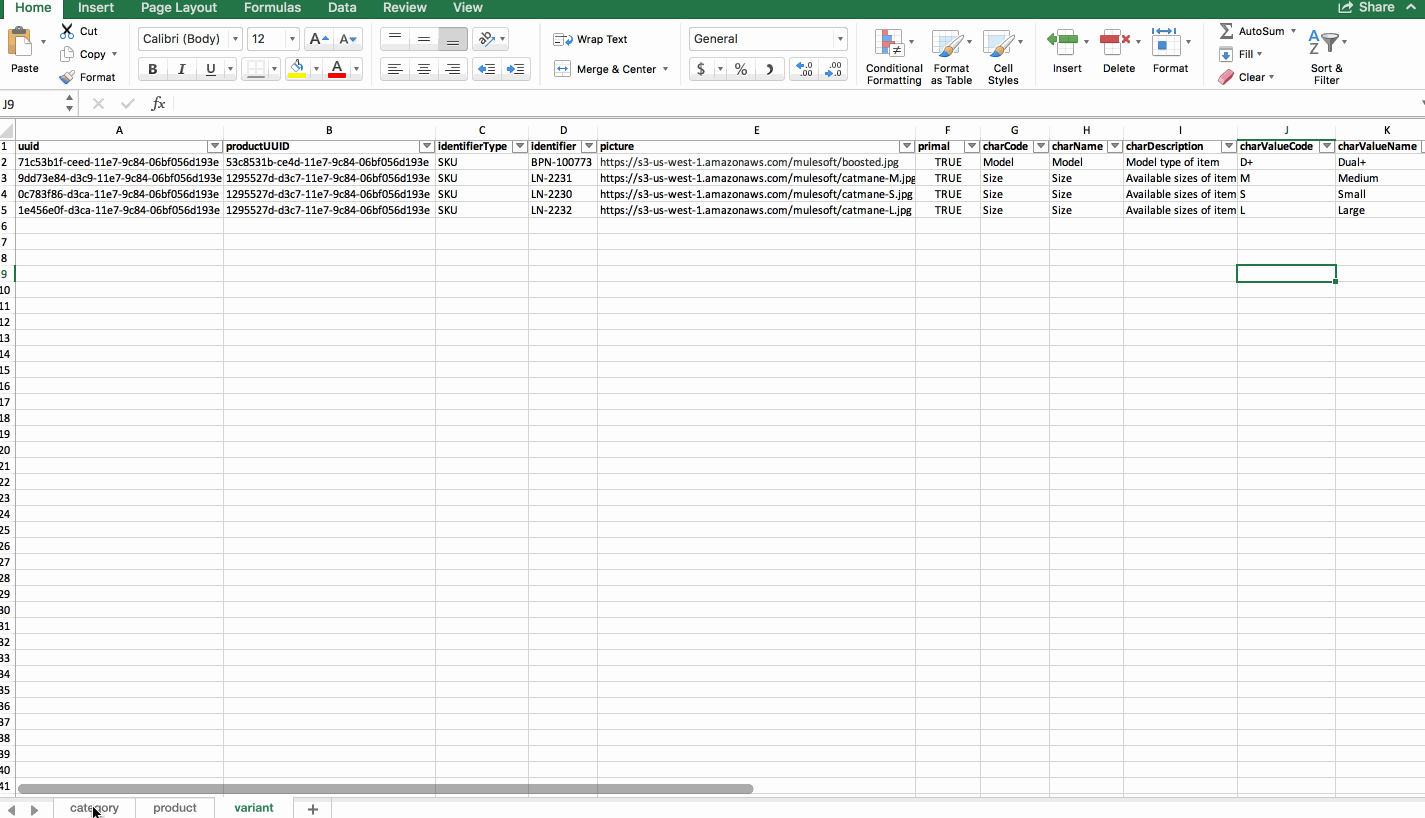 Home Insert Page Layout Formulas Data Review View Share
Paste Cut Copy Format
Calibri (Body) 12 A A
B I U A
Wrap Text
Merge & Center
General
$ % .0 .00 .00 .0
Conditional Formatting
Format as Table
Cell Styles
Insert Delete Format
AutoSum
Fill
Clear
Sort & Filter
J9 fx
A B C D E F G H I J K
1 uuid productUUID identifierType identifier picture primal charCode charName charDescription charValueCode charValueName
2 71c53b1f-ceed-11e7-9c84-06bf056d193e 53c8531b-ce4d-11e7-9c84-06bf056d193e SKU BPN-100773 https://s3-us-west-1.amazonaws.com/mulesoft/boosted.jpg TRUE Model Model Model type of item D+ Dual+
3 9dd73e84-d3c9-11e7-9c84-06bf056d193e 1295527d-d3c7-11e7-9c84-06bf056d193e SKU LN-2231 https://s3-us-west-1.amazonaws.com/mulesoft/catmane-M.jpg TRUE Size Size Available sizes of item M Medium
4 0c783f86-d3ca-11e7-9c84-06bf056d193e 1295527d-d3c7-11e7-9c84-06bf056d193e SKU LN-2230 https://s3-us-west-1.amazonaws.com/mulesoft/catmane-S.jpg TRUE Size Size Available sizes of item S Small
5 1e456e0f-d3ca-11e7-9c84-06bf056d193e 1295527d-d3c7-11e7-9c84-06bf056d193e SKU LN-2232 https://s3-us-west-1.amazonaws.com/mulesoft/catmane-L.jpg TRUE Size Size Available sizes of item L Large
6
7
8
9
10
11
12
13
14
15
16
17
18
19
20
21
22
23
24
25
26
27
28
29
30
31
32
33
34
35
36
37
38
39
40
41
category product variant +